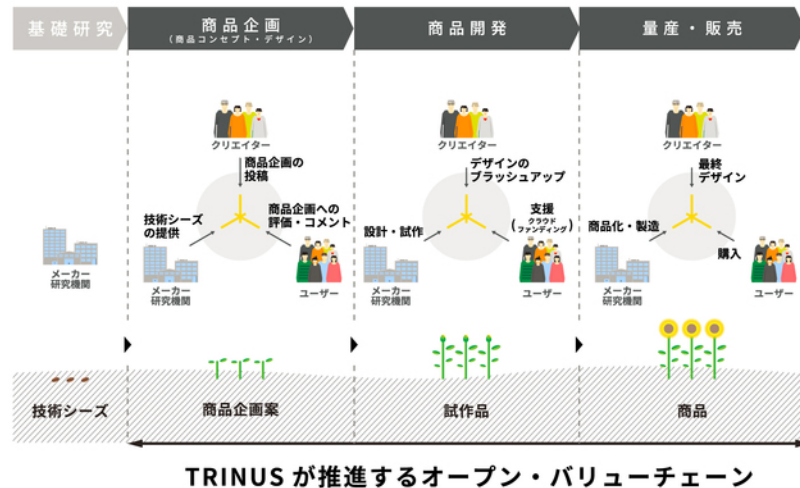 基礎研究
商品企画
(商品コンセプト・デザイン)
商品開発
量産・販売
クリエイター
商品企画の
投稿
技術シーズ
の提供
商品企画への
評価・コメント
メーカー
研究機関
メーカー
研究機関
ユーザー
クリエイター
デザインの
ブラッシュアップ
設計・試作
支援
(クラウド
ファンディング)
メーカー
研究機関
ユーザー
クリエイター
最終
デザイン
商品化・製造
購入
メーカー
研究機関
ユーザー
技術シーズ
商品企画案
試作品
商品
TRINUS が推進するオープン・バリューチェーン